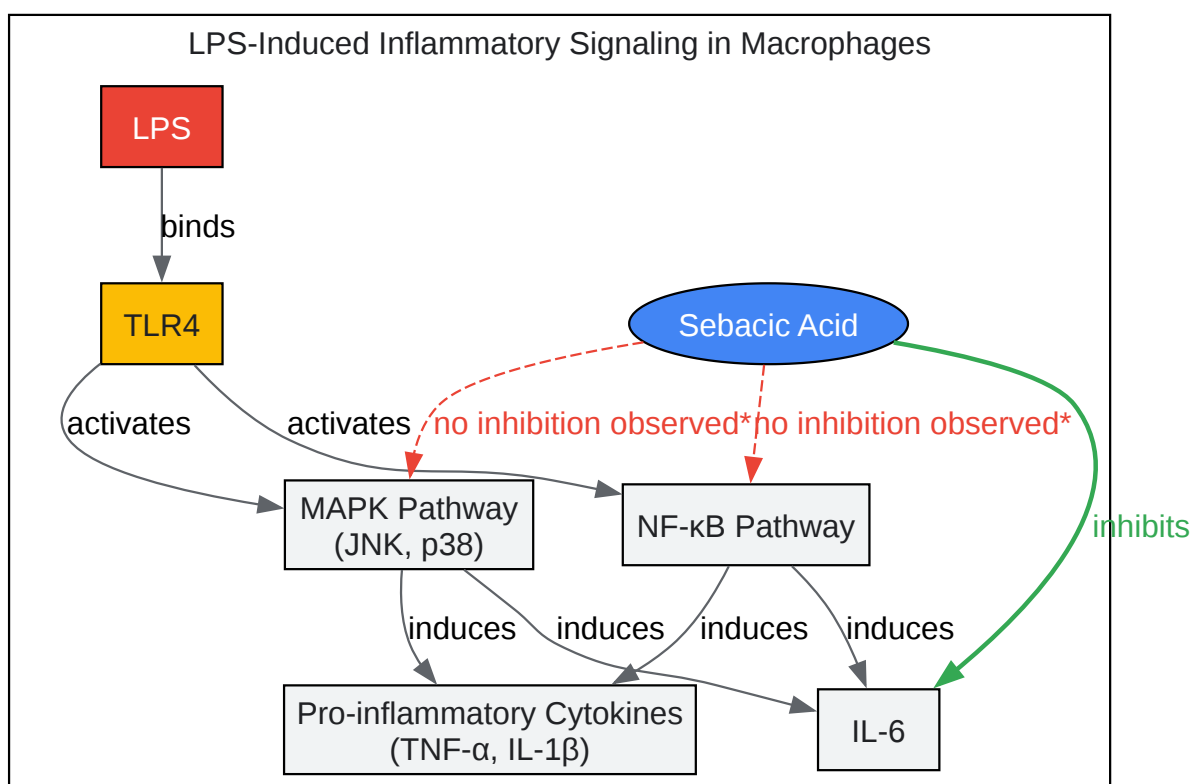 LPS-Induced Inflammatory Signaling in Macrophages
LPS
binds
TLR4
Sebacic Acid
activates
activates
no inhibition observed*
no inhibition observed*
MAPK Pathway
(JNK, p38)
NF-κB Pathway
inhibits
induces
induces
induces
induces
Pro-inflammatory Cytokines
(TNF-α, IL-1β)
IL-6